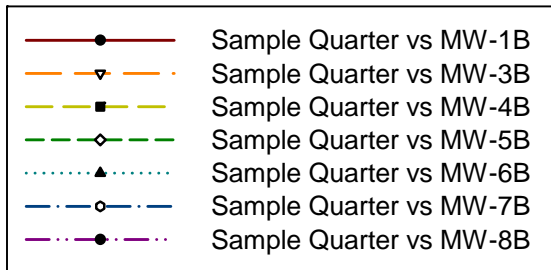 Sample Quarter vs MW-1B
Sample Quarter vs MW-3B
Sample Quarter vs MW-4B
Sample Quarter vs MW-5B
Sample Quarter vs MW-6B
Sample Quarter vs MW-7B
Sample Quarter vs MW-8B